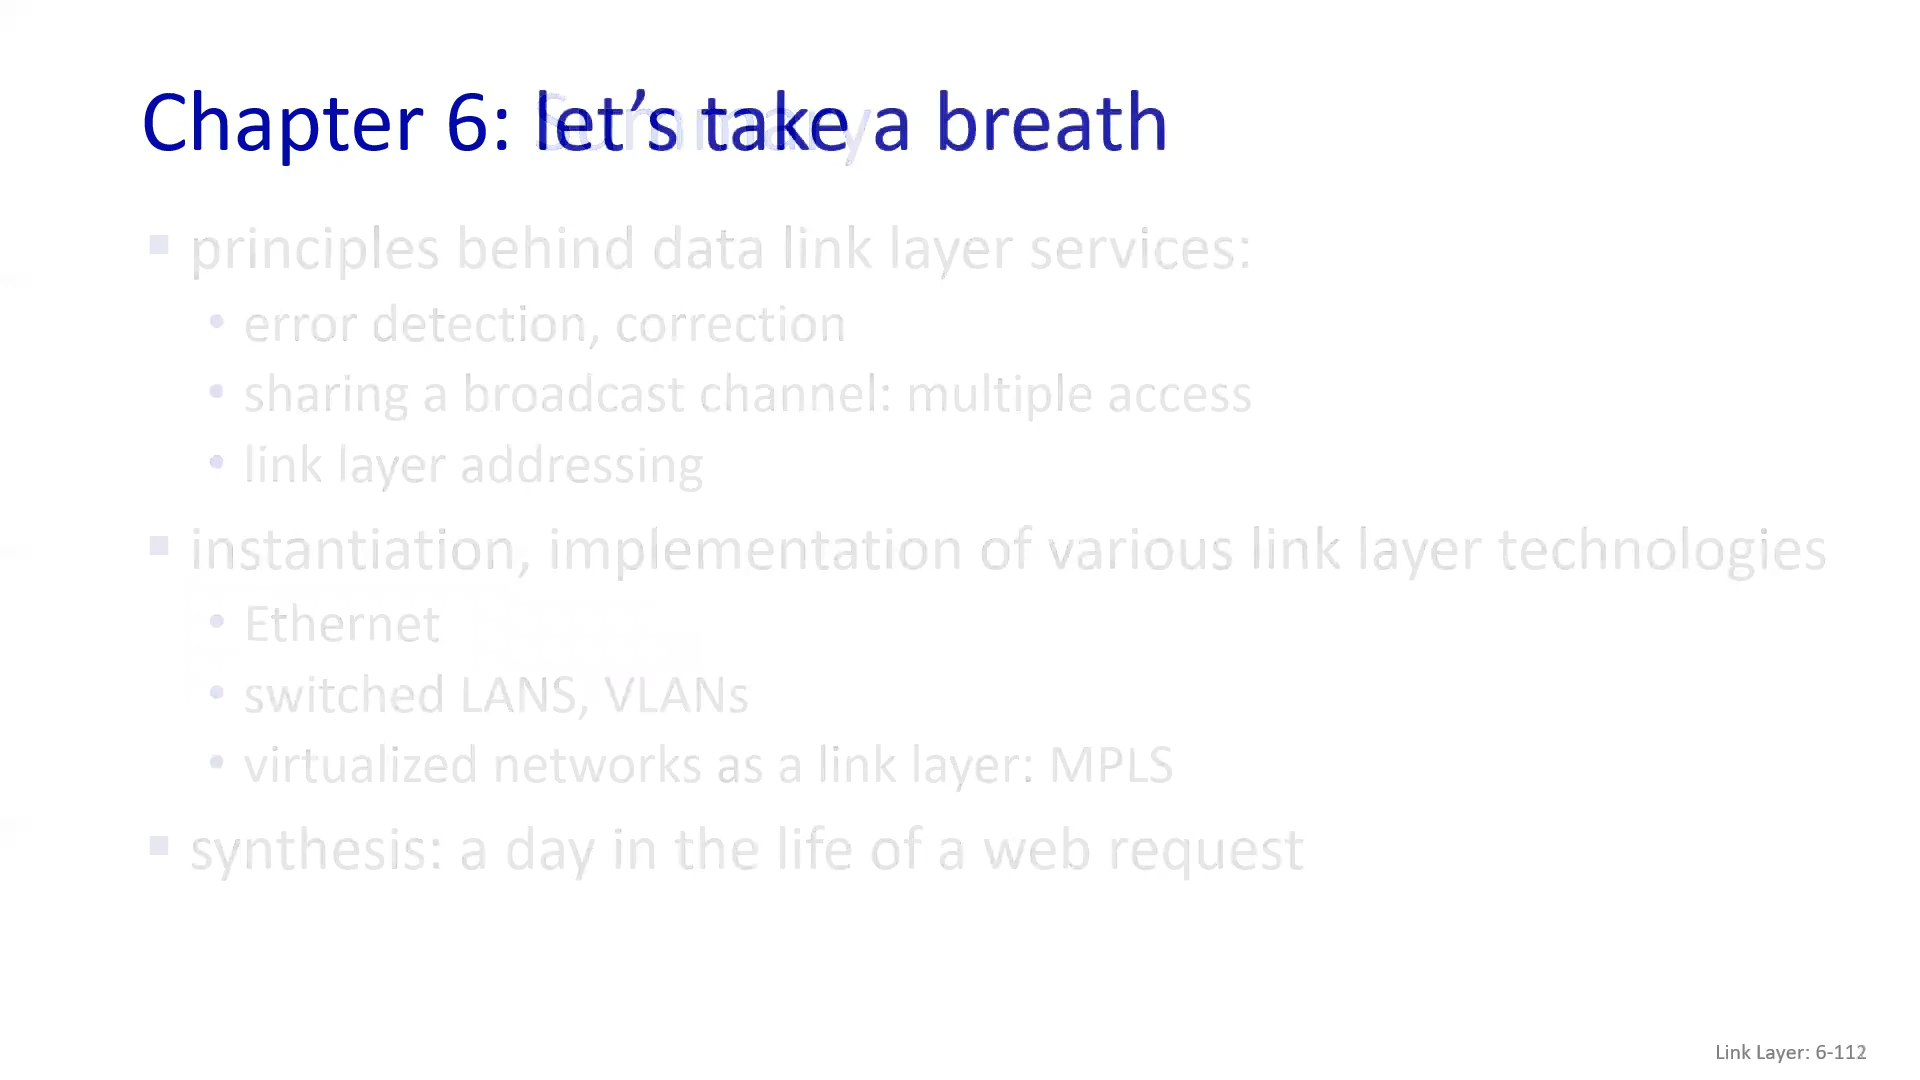 Chapter 6: let's take a breath
Summary
▪ principles behind data link layer services:
• error detection, correction
• sharing a broadcast channel: multiple access
• link layer addressing
▪ instantiation, implementation of various link layer technologies
• Ethernet
• switched LANS, VLANs
• virtualized networks as a link layer: MPLS
▪ synthesis: a day in the life of a web request
Link Layer: 6-112